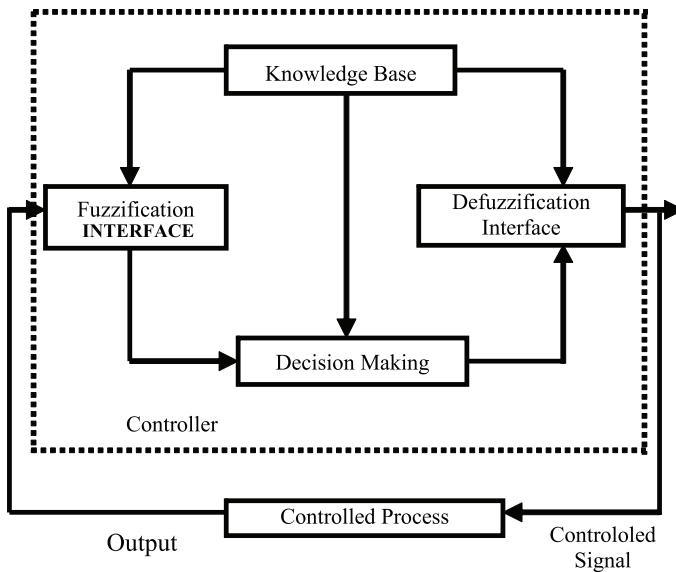 Knowledge Base
Fuzzification
INTERFACE
Defuzzification
Interface
Decision Making
Controller
Controlled Process
Output
Controloled
Signal